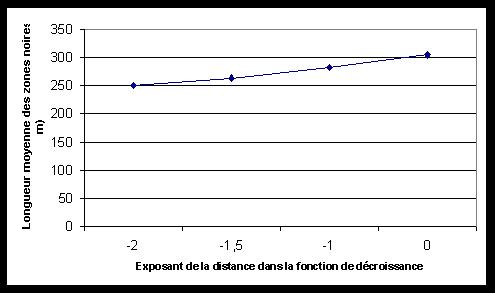 Longueur moyenne des zones noires
m)
350
300
250
200
150
100
50
0
-2 -1,5 -1 0
Exposant de la distance dans la fonction de décroissance